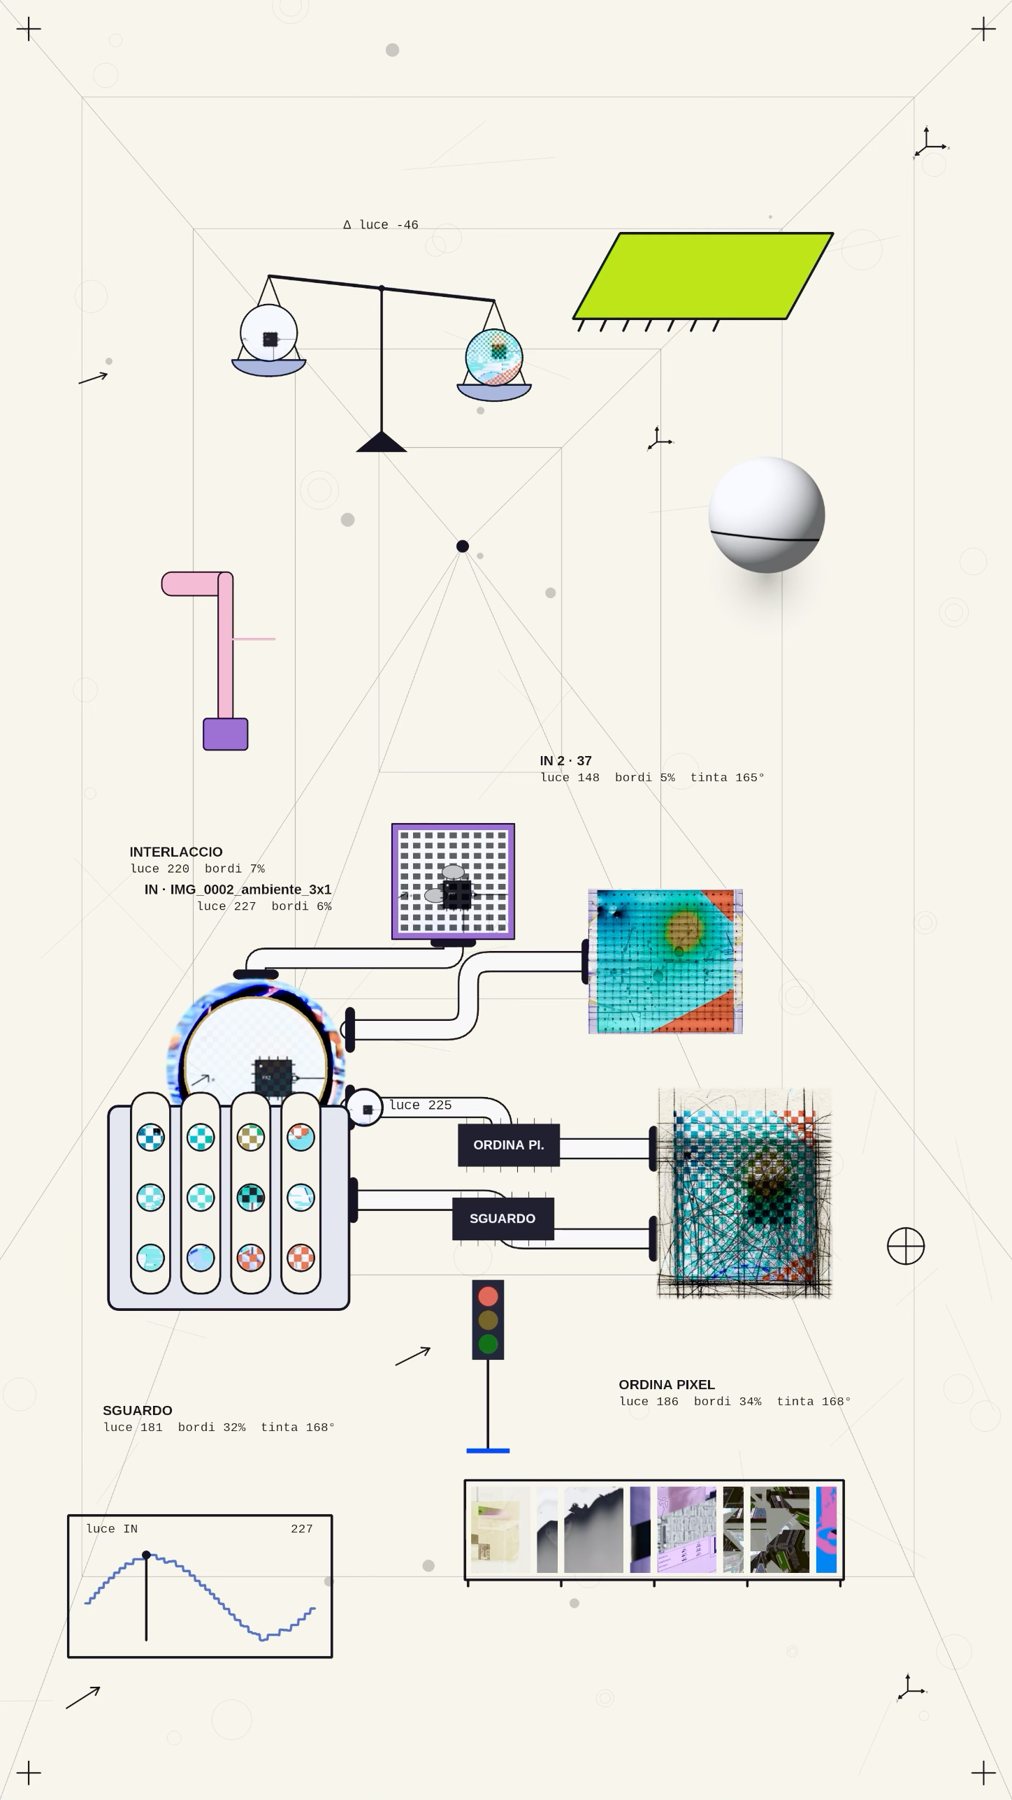 Δ luce -46
IN 2 · 37
luce 148  bordi 5%  tinta 165°
INTERLACCIO
luce 220  bordi 7%
IN · IMG_0002_ambiente_3x1
luce 227  bordi 6%
luce 225
ORDINA PI.
SGUARDO
ORDINA PIXEL
luce 186  bordi 34%  tinta 168°
SGUARDO
luce 181  bordi 32%  tinta 168°
luce IN
227